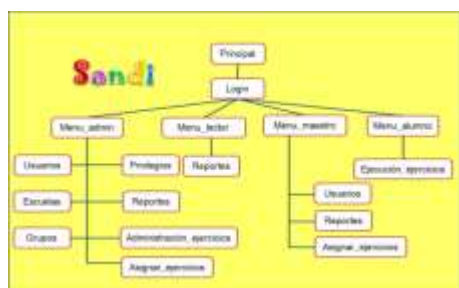 Principal
Sandi
Login
Menu_admin
Menu_lector
Menu_maestro
Menu_alumno
Usuarios
Privilegios
Reportes
Ejecución_ejercicios
Escuelas
Reportes
Usuarios
Grupos
Administración_ejercicios
Reportes
Asignar_ejercicios
Asignar_ejercicios